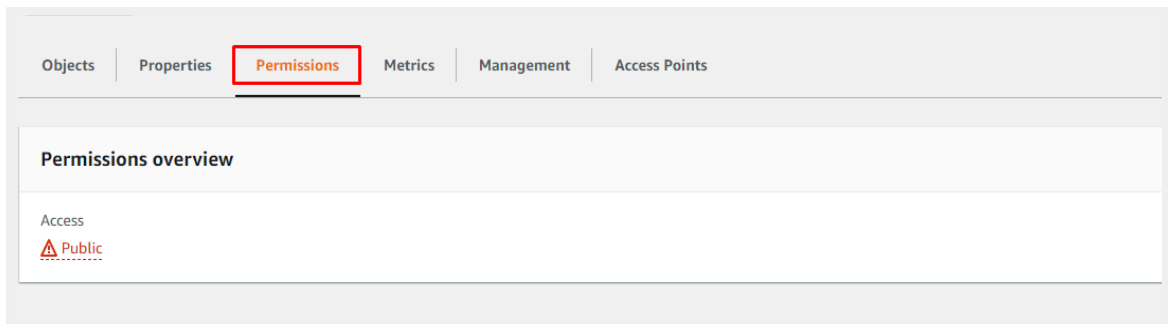 Objects Properties Permissions Metrics Management Access Points
Permissions overview
Access
Public